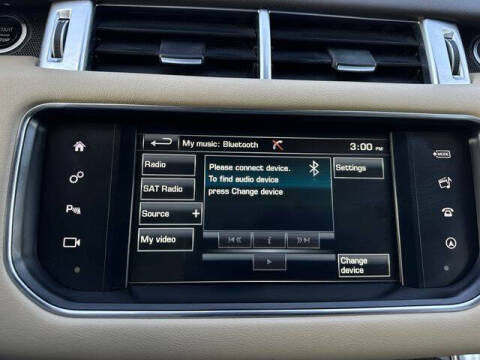 START
My music: Bluetooth
3:00 PM
Radio
Please connect device.
To find audio device
press Change device
Settings
SAT Radio
Source +
My video
i
Change
device
MODE
P